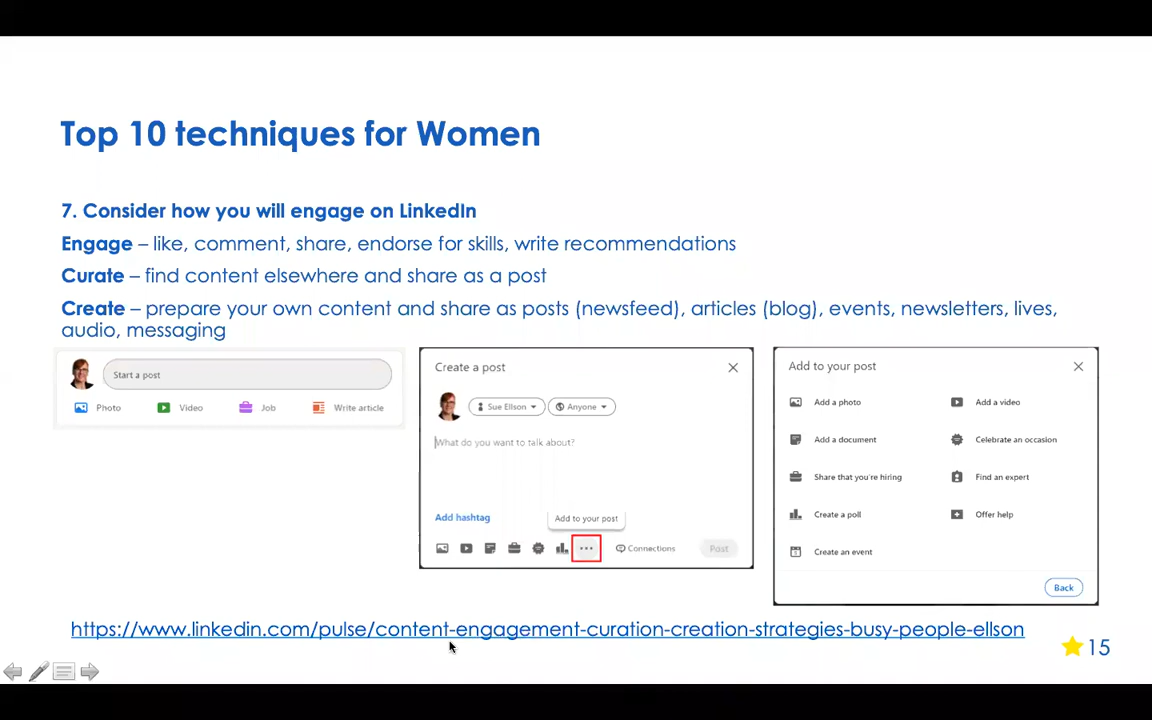 Top 10 techniques for Women
7. Consider how you will engage on LinkedIn
Engage – like, comment, share, endorse for skills, write recommendations
Curate – find content elsewhere and share as a post
Create – prepare your own content and share as posts (newsfeed), articles (blog), events, newsletters, lives,
audio, messaging
Start a post
Photo Video Job Write article
Create a post
Sue Ellson Anyone
What do you want to talk about?
Add hashtag
Add to your post
Connections Post
Add to your post
Add a photo Add a video
Add a document Celebrate an occasion
Share that you're hiring Find an expert
Create a poll Offer help
Create an event
Back
https://www.linkedin.com/pulse/content-engagement-curation-creation-strategies-busy-people-ellson
15